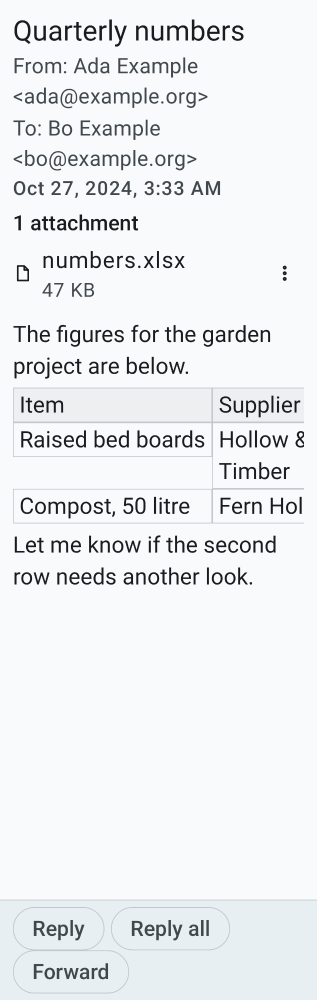 Quarterly numbers
From: Ada Example
<ada@example.org>
To: Bo Example
<bo@example.org>
Oct 27, 2024, 3:33 AM
1 attachment
numbers.xlsx
47 KB
The figures for the garden
project are below.
Item Supplier
Raised bed boards Hollow &
Timber
Compost, 50 litre Fern Hol
Let me know if the second
row needs another look.
Reply Reply all
Forward